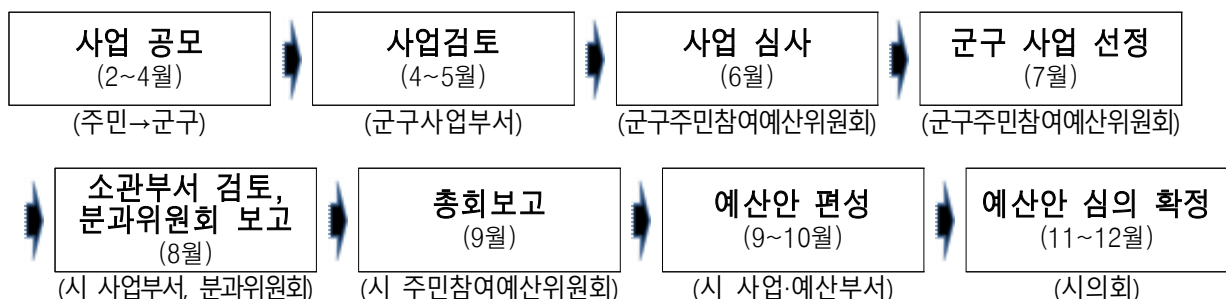 사업 공모
(2~4월)
(주민→군구)
사업검토
(4~5월)
(군구사업부서)
사업 심사
(6월)
(군구주민참여예산위원회)
군구 사업 선정
(7월)
(군구주민참여예산위원회)
소관부서 검토,
분과위원회 보고
(8월)
(시 사업부서, 분과위원회)
총회보고
(9월)
(시 주민참여예산위원회)
예산안 편성
(9~10월)
(시 사업·예산부서)
예산안 심의 확정
(11~12월)
(시의회)